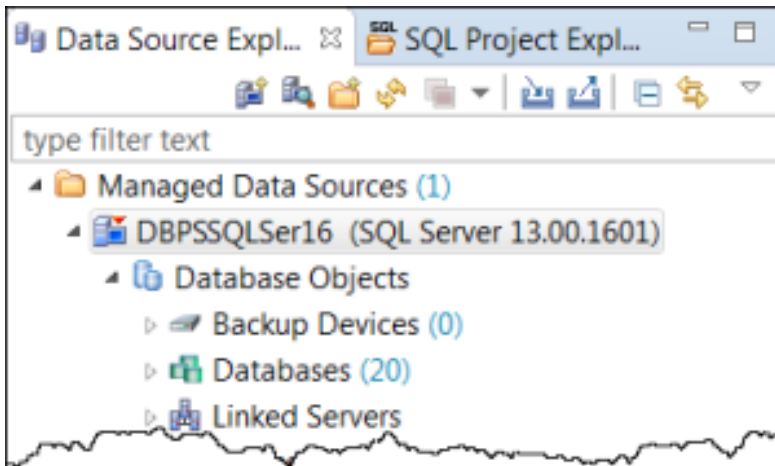 Data Source Expl... SQL Project Expl...
type filter text
Managed Data Sources (1)
DBPSSQLSer16 (SQL Server 13.00.1601)
Database Objects
Backup Devices (0)
Databases (20)
Linked Servers